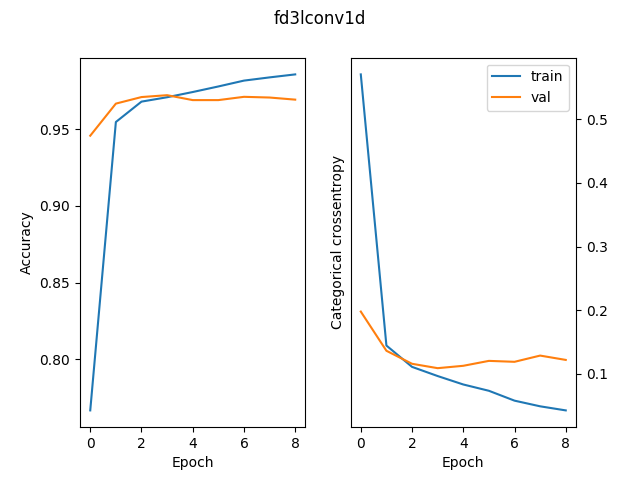 fd3lconv1d
train
val
0.95
0.90
0.85
0.80
Accuracy
0 2 4 6 8
Epoch
0.5
0.4
0.3
0.2
0.1
Categorical crossentropy
0 2 4 6 8
Epoch